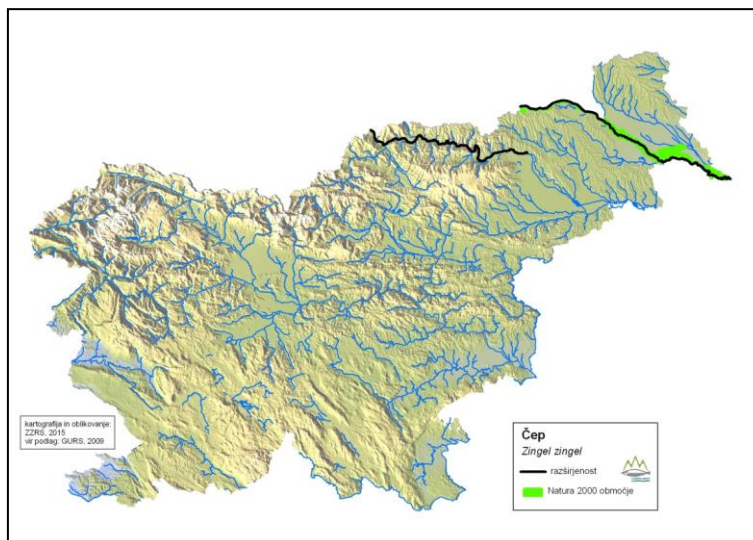 kartografija in oblikovanje:
ZZRS, 2015
vir podlag: GURS, 2009
Čep
Zingel zingel
razširjenost
Natura 2000 območje